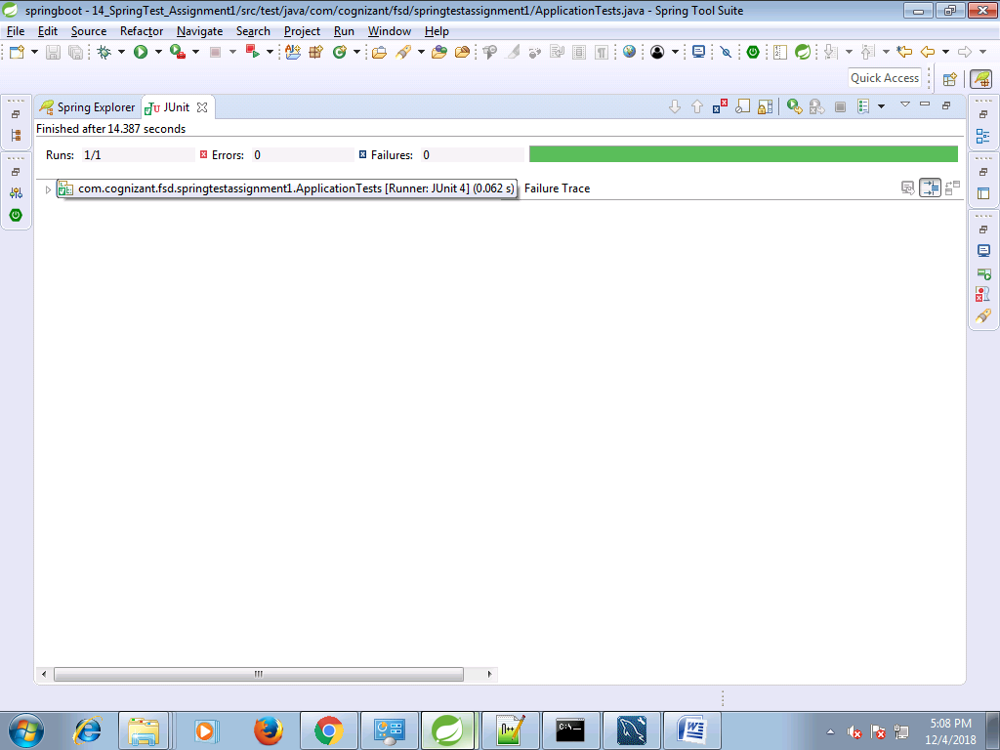 springboot - 14_SpringTest_Assignment1/src/test/java/com/cognizant/fsd/springtestassignment1/ApplicationTests.java - Spring Tool Suite
File Edit Source Refactor Navigate Search Project Run Window Help
Quick Access
Spring Explorer JUnit
Finished after 14.387 seconds
Runs: 1/1 Errors: 0 Failures: 0
com.cognizant.fsd.springtestassignment1.ApplicationTests [Runner: JUnit 4] (0.062 s) Failure Trace
5:08 PM
12/4/2018